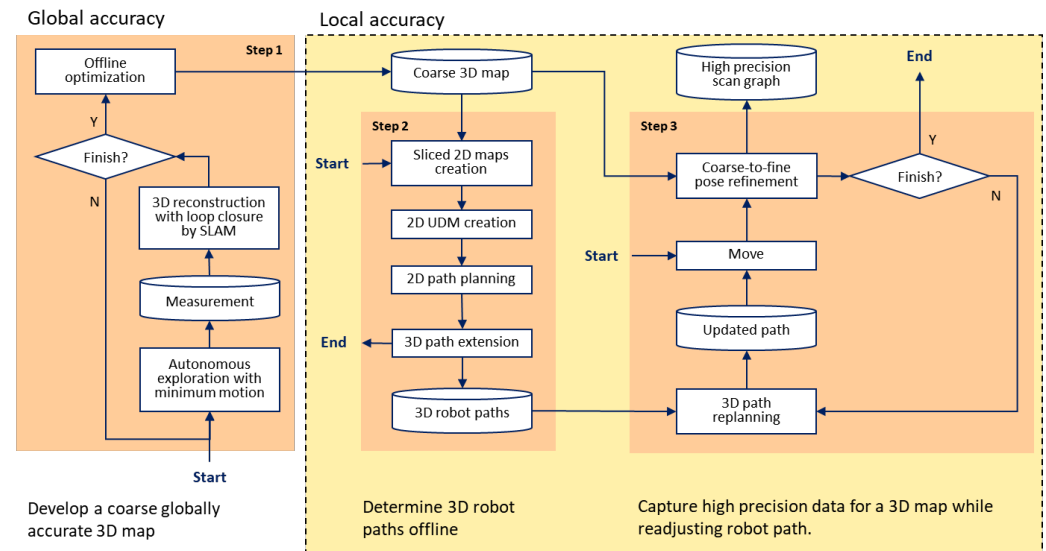 Global accuracy
Step 1
Offline
optimization
Y
Finish?
N
3D reconstruction
with loop closure
by SLAM
Measurement
Autonomous
exploration with
minimum motion
Start
Develop a coarse globally
accurate 3D map
Local accuracy
Coarse 3D map
Step 2
Start
Sliced 2D maps
creation
2D UDM creation
2D path planning
End
3D path extension
3D robot paths
Determine 3D robot
paths offline
High precision
scan graph
End
Step 3
Y
Coarse-to-fine
pose refinement
Finish?
N
Start
Move
Updated path
3D path
replanning
Capture high precision data for a 3D map while
readjusting robot path.